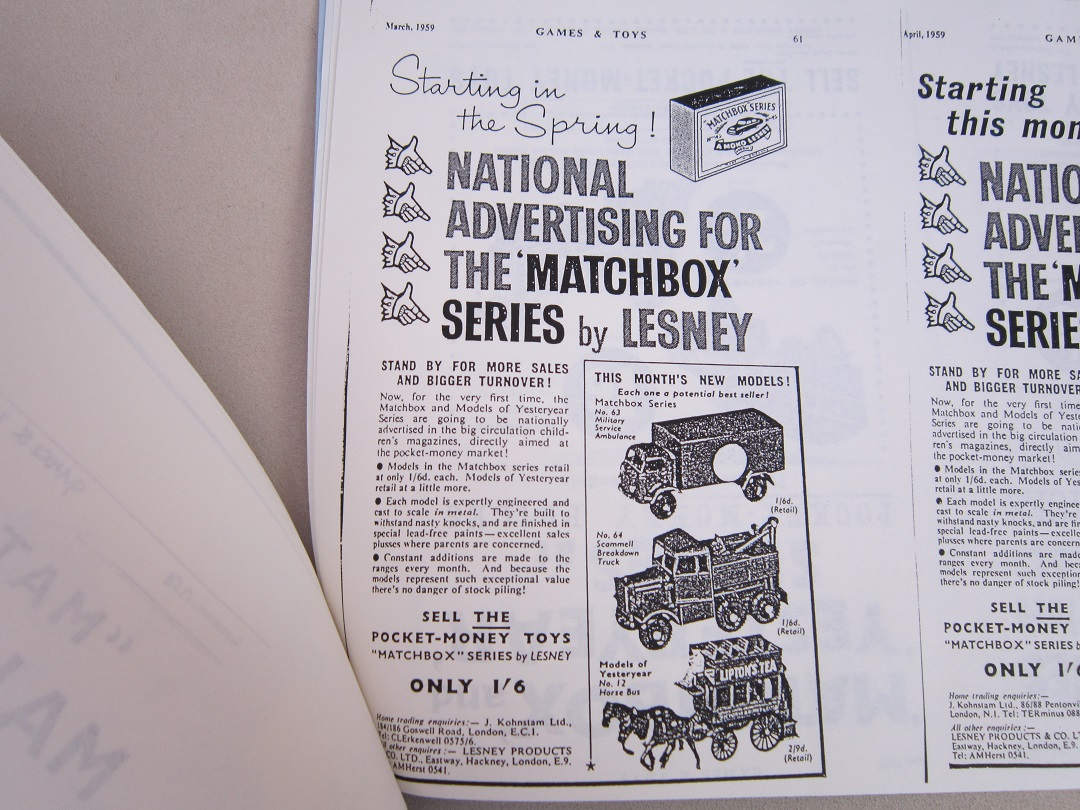 March, 1959
GAMES & TOYS
61
Starting in
the Spring!
"MATCHBOX" SERIES
A MOKO LESNEY
NATIONAL
ADVERTISING FOR
THE 'MATCHBOX'
SERIES by LESNEY
STAND BY FOR MORE SALES
AND BIGGER TURNOVER!
Now, for the very first time, the
Matchbox and Models of Yesteryear
Series are going to be nationally
advertised in the big circulation child-
ren's magazines, directly aimed at
the pocket-money market!
● Models in the Matchbox series retail
at only 1/6d. each. Models of Yesteryear
retail at a little more.
● Each model is expertly engineered and
cast to scale in metal. They're built to
withstand nasty knocks, and are finished in
special lead-free paints—excellent sales
plusses where parents are concerned.
● Constant additions are made to the
ranges every month. And because the
models represent such exceptional value
there's no danger of stock piling!
SELL THE
POCKET-MONEY TOYS
"MATCHBOX" SERIES by LESNEY
ONLY 1/6
Home trading enquiries:— J. Kohnstam Ltd.,
184/186 Goswell Road, London, E.C.1.
Tel: CLErkenwell 0575/6.
All other enquires:— LESNEY PRODUCTS
CO. LTD., Eastway, Hackney, London, E.9.
AMHerst 0541.
THIS MONTH'S NEW MODELS!
Each one a potential best seller!
Matchbox Series
No. 63
Military
Service
Ambulance
1/6d.
(Retail)
No. 64
Scammell
Breakdown
Truck
1/6d.
(Retail)
Models of
Yesteryear
No. 12
Horse Bus
LIPTON'S TEA
2/9d.
(Retail)
April, 1959
GAM
Starting
this mon
NATIO
ADVE
THE 'M
SERIE
STAND BY FOR MORE SA
AND BIGGER TURNOVER
Now, for the very first time
Matchbox and Models of Yeste
Series are going to be nati
advertised in the big circulation
ren's magazines, directly aime
the pocket-money market!
● Models in the Matchbox serie
at only 1/6d. each. Models of Yest
retail at a little more.
● Each model is expertly engineere
cast to scale in metal. They're
withstand nasty knocks, and are fi
special lead-free paints—excelle
plusses where parents are concern
● Constant additions are mad
ranges every month. And bec
models represent such exception
there's no danger of stock piling!
SELL THE
POCKET-MONEY
"MATCHBOX" SERIES
ONLY 1/6
Home trading enquiries:—
J. Kohnstam Ltd., 86/88 Pentonvi
London, N.1. Tel: TERminus 088
All other enquiries:—
LESNEY PRODUCTS & CO. LT
Eastway, Hackney, London, E.9.
Tel: AMHerst 0541.